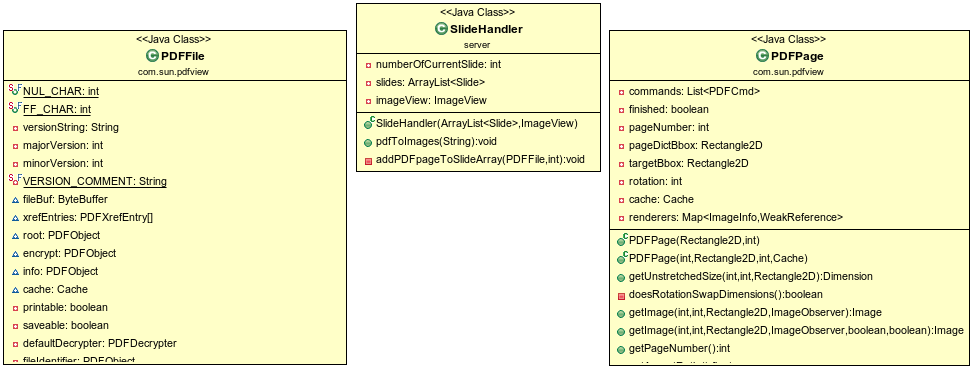 <<Java Class>>
PDFFile
com.sun.pdfview
NUL_CHAR: int
FF_CHAR: int
versionString: String
majorVersion: int
minorVersion: int
VERSION_COMMENT: String
fileBuf: ByteBuffer
xrefEntries: PDFXrefEntry[]
root: PDFObject
encrypt: PDFObject
info: PDFObject
cache: Cache
printable: boolean
saveable: boolean
defaultDecrypter: PDFDecrypter
fileIdentifier: PDFObject
<<Java Class>>
SlideHandler
server
numberOfCurrentSlide: int
slides: ArrayList<Slide>
imageView: ImageView
SlideHandler(ArrayList<Slide>,ImageView)
pdfToImages(String):void
addPDFpageToSlideArray(PDFFile,int):void
<<Java Class>>
PDFPage
com.sun.pdfview
commands: List<PDFCmd>
finished: boolean
pageNumber: int
pageDictBbox: Rectangle2D
targetBbox: Rectangle2D
rotation: int
cache: Cache
renderers: Map<ImageInfo,WeakReference>
PDFPage(Rectangle2D,int)
PDFPage(int,Rectangle2D,int,Cache)
getUnstretchedSize(int,int,Rectangle2D):Dimension
doesRotationSwapDimensions():boolean
getImage(int,int,Rectangle2D,ImageObserver):Image
getImage(int,int,Rectangle2D,ImageObserver,boolean,boolean):Image
getPageNumber():int